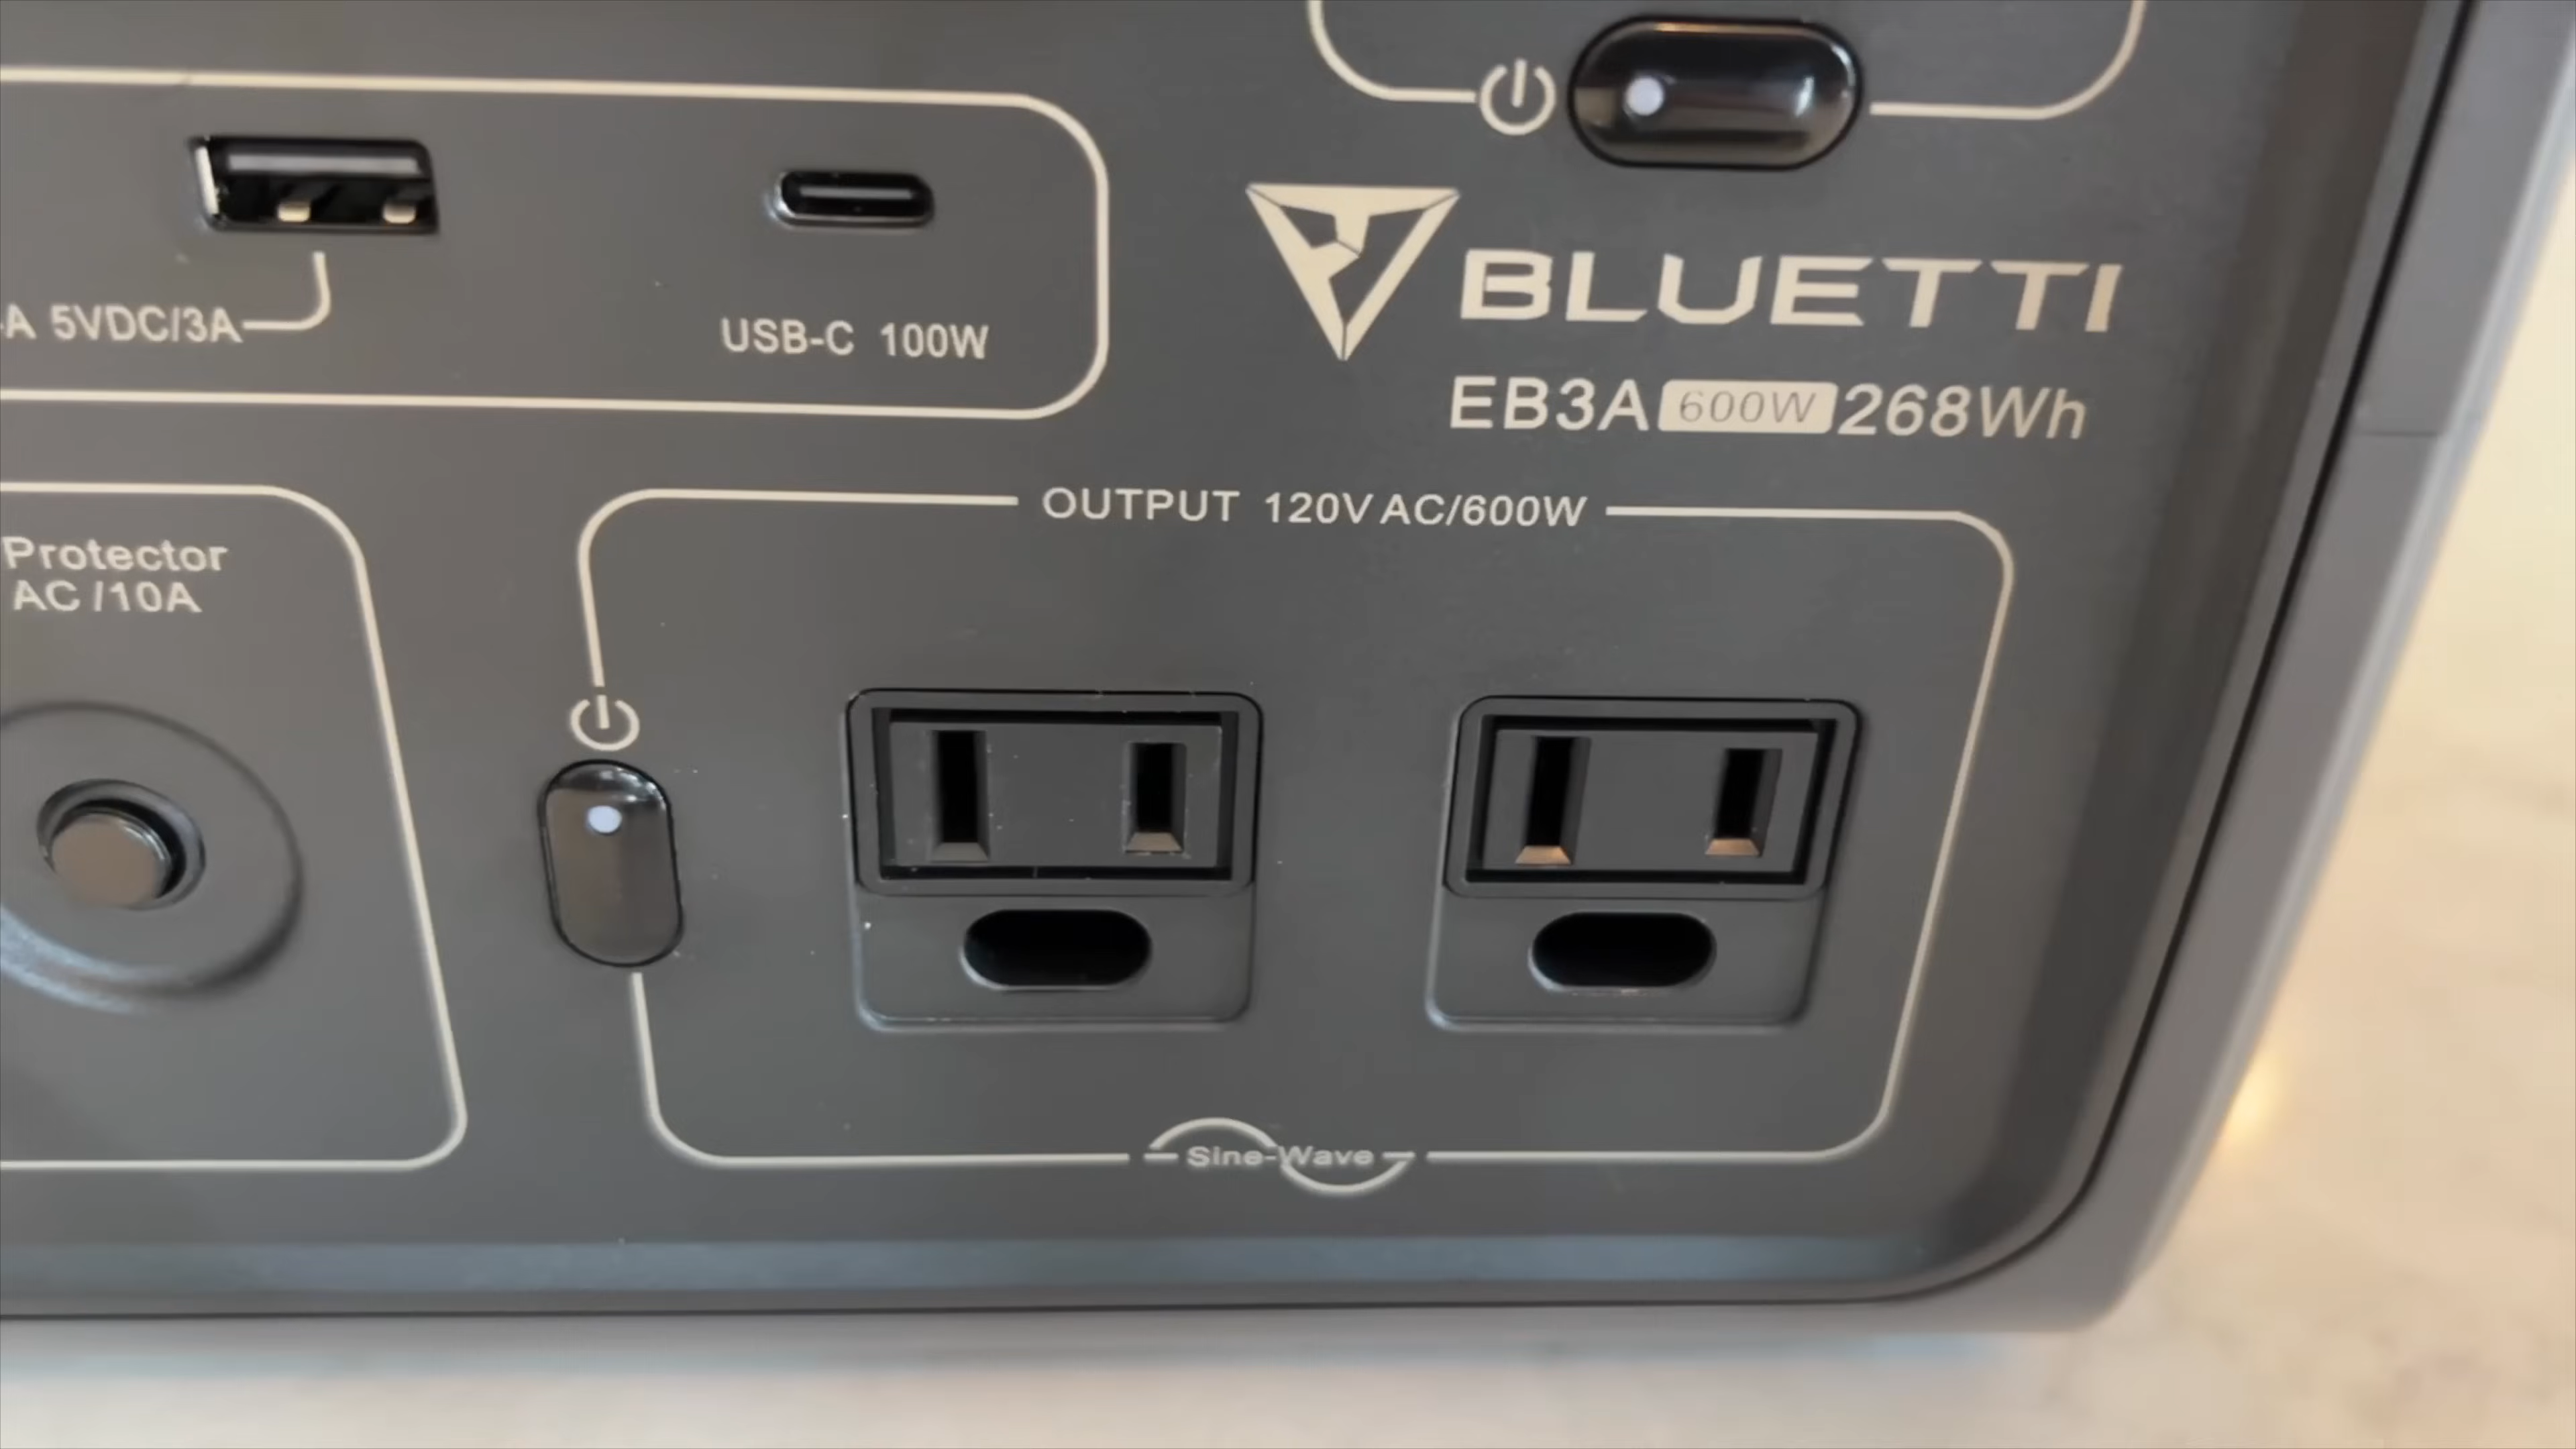 -A 5VDC/3A
USB-C 100W
BLUETTI
EB3A 600W 268Wh
OUTPUT 120V AC/600W
Protector
AC /10A
Sine-Wave